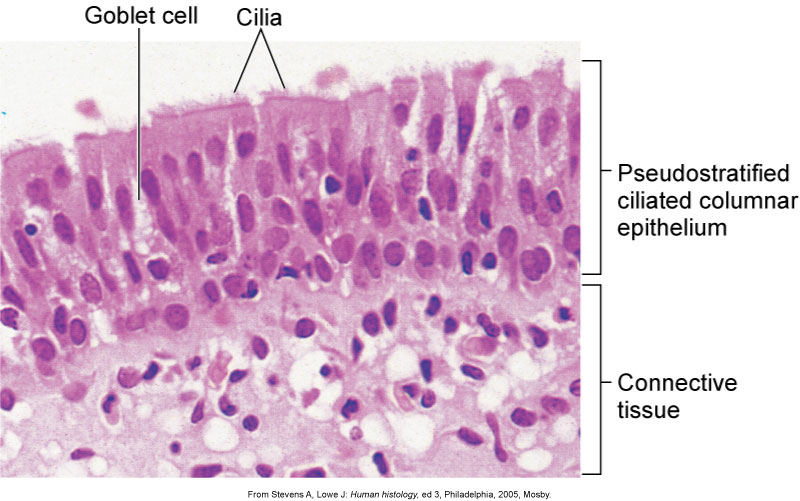 Goblet cell
Cilia
Pseudostratified
ciliated columnar
epithelium
Connective
tissue
From Stevens A, Lowe J: Human histology, ed 3, Philadelphia, 2005, Mosby.